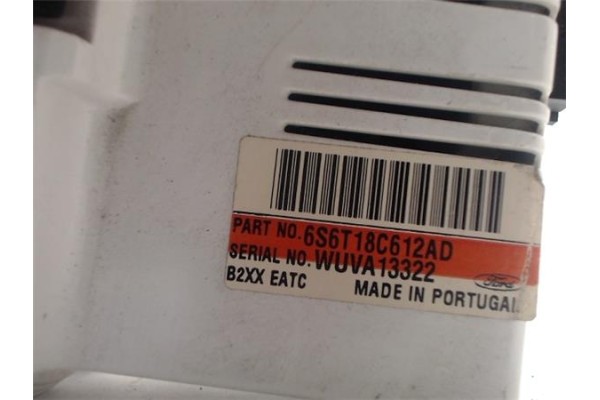 PART NO. 6S6T18C612AD
SERIAL NO. WUVA13322
Ford
B2XX EATC MADE IN PORTUGAL